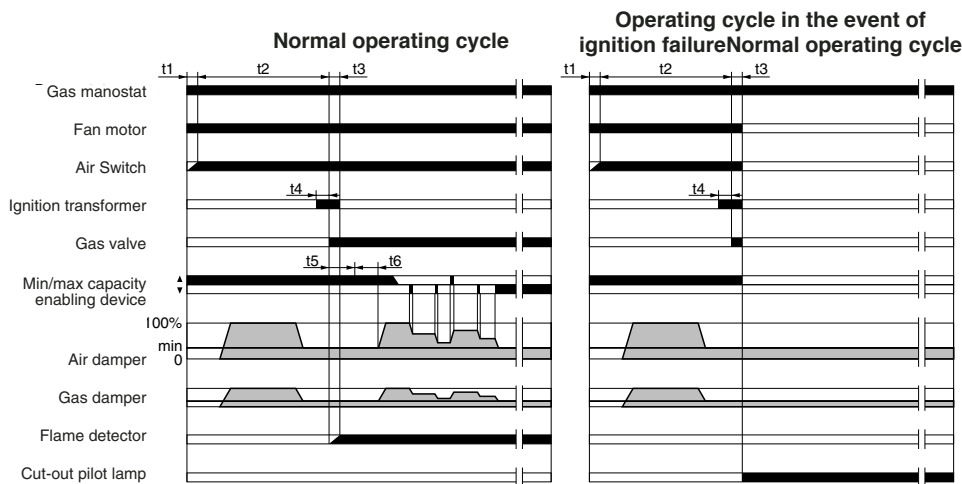 Normal operating cycle
Operating cycle in the event of
ignition failureNormal operating cycle
t1 t2 t3
t1 t2 t3
Gas manostat
Fan motor
Air Switch
t4
t4
Ignition transformer
Gas valve
t5 t6
Min/max capacity
enabling device
100%
min
0
Air damper
Gas damper
Flame detector
Cut-out pilot lamp